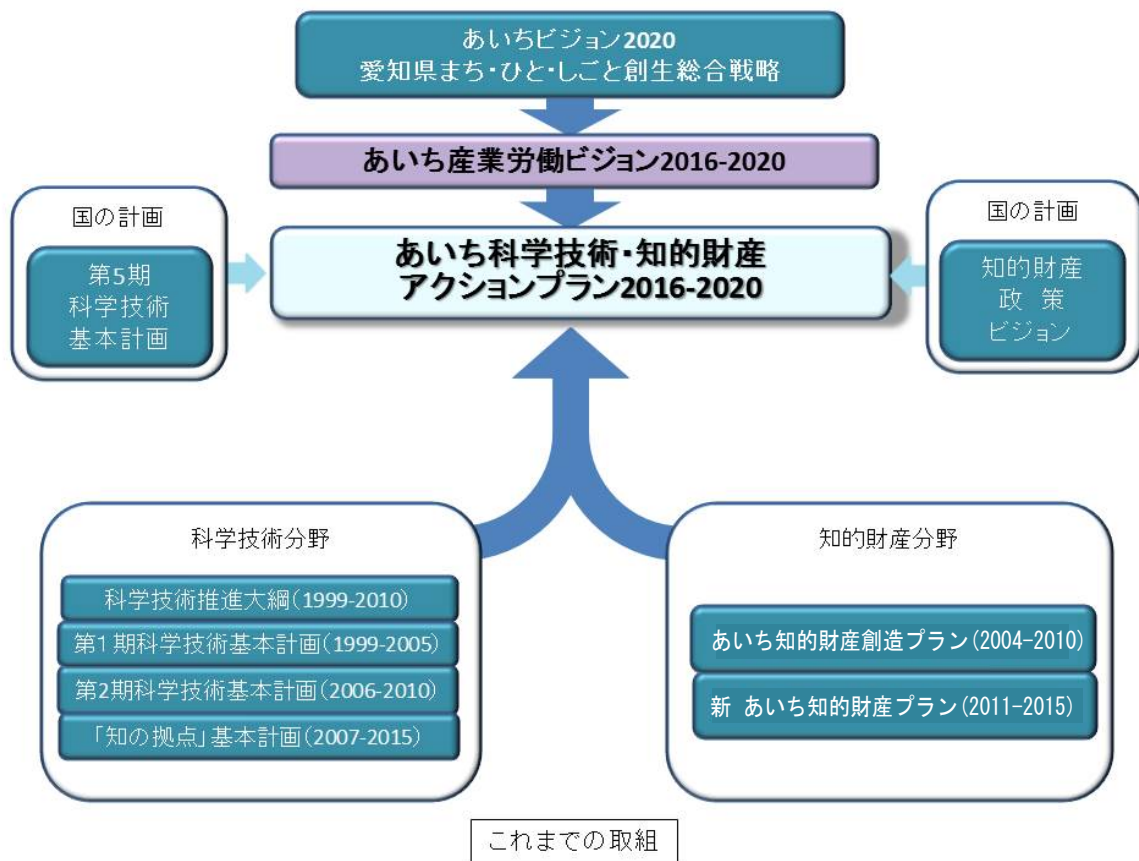 あいちビジョン2020
愛知県まち・ひと・しごと創生総合戦略
あいち産業労働ビジョン2016-2020
国の計画
第5期
科学技術
基本計画
あいち科学技術・知的財産
アクションプラン2016-2020
国の計画
知的財産
政 策
ビジョン
科学技術分野
科学技術推進大綱(1999-2010)
第1期科学技術基本計画(1999-2005)
第2期科学技術基本計画(2006-2010)
「知の拠点」基本計画(2007-2015)
知的財産分野
あいち知的財産創造プラン(2004-2010)
新 あいち知的財産プラン(2011-2015)
これまでの取組